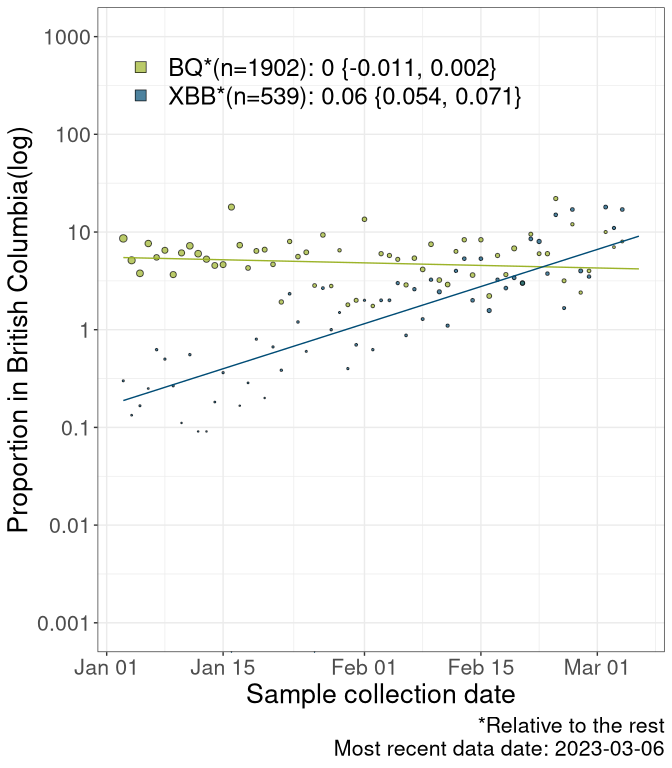 1000
100
10
1
0.1
0.01
0.001
Proportion in British Columbia(log)
BQ*(n=1902): 0 {-0.011, 0.002}
XBB*(n=539): 0.06 {0.054, 0.071}
Jan 01 Jan 15 Feb 01 Feb 15 Mar 01
Sample collection date
*Relative to the rest
Most recent data date: 2023-03-06